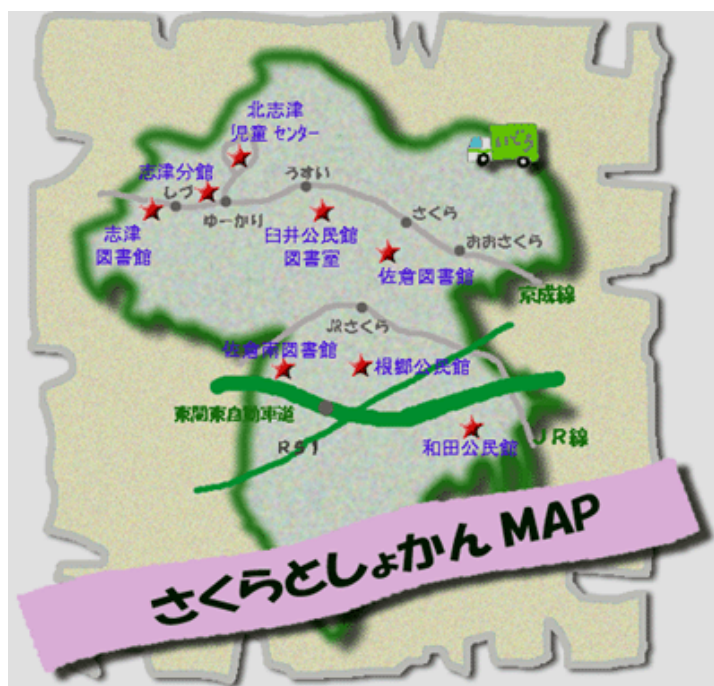 北志津
児童 センター
志津分館
しづ
うすい
ゆーかり
さくら
志津
図書館
臼井公民館
図書室
おおさくら
佐倉図書館
京成線
JRさくら
佐倉南図書館
根郷公民館
東関東自動車道
R51
和田公民館
JR線
さくらとしょかん MAP